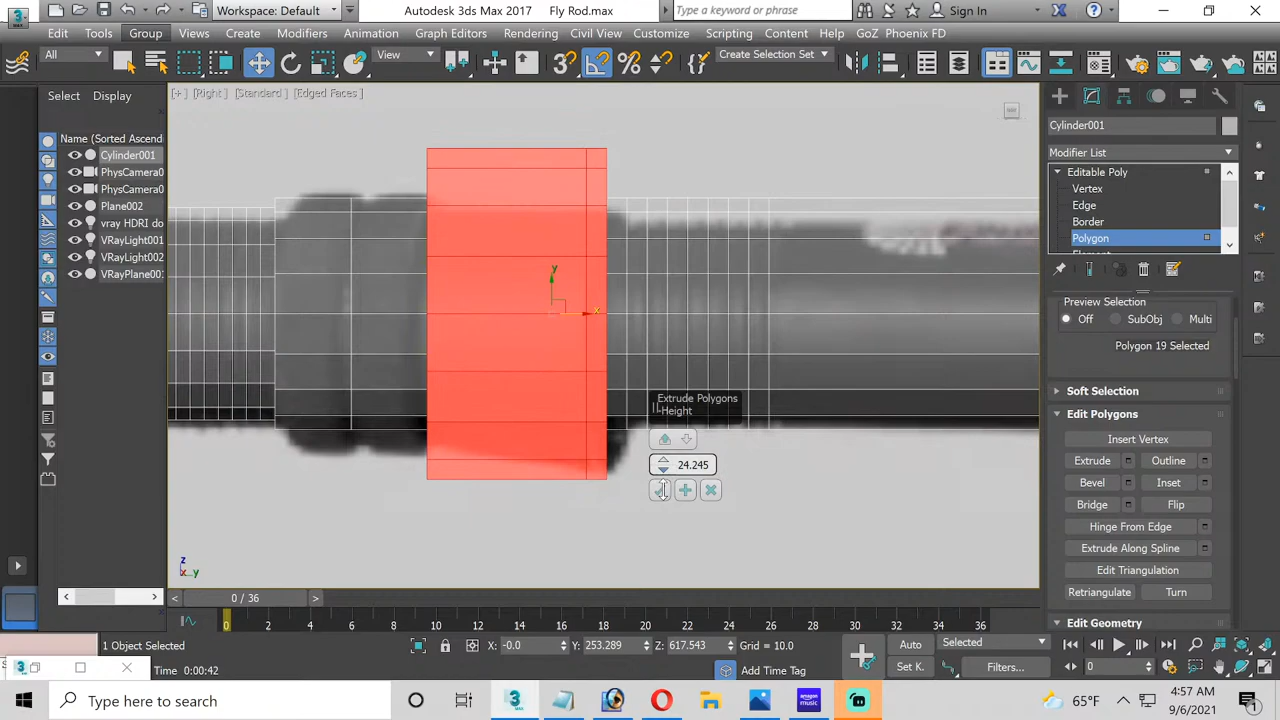 Workspace: Default
Autodesk 3ds Max 2017    Fly Rod.max
Type a keyword or phrase
Sign In
Edit
Tools
Group
Views
Create
Modifiers
Animation
Graph Editors
Rendering
Civil View
Customize
Scripting
Content
Help
GoZ
Phoenix FD
All
View
Create Selection Set
Select
Display
[+] [Right] [Standard] [Edged Faces]
Name (Sorted Ascen
Cylinder001
PhysCamera0
PhysCamera0
Plane002
vray HDRI do
VRayLight001
VRayLight002
VRayPlane001
y
x
z
x y
Extrude Polygons
-Height
24.245
Cylinder001
Modifier List
Editable Poly
Vertex
Edge
Border
Polygon
Element
Preview Selection
Off
SubObj
Multi
Polygon 19 Selected
Soft Selection
Edit Polygons
Insert Vertex
Extrude
Outline
Bevel
Inset
Bridge
Flip
Hinge From Edge
Extrude Along Spline
Edit Triangulation
Retriangulate
Turn
Edit Geometry
< 0 / 36 >
0 2 4 6 8 10 12 14 16 18 20 22 24 26 28 30 32 34 36
1 Object Selected
X: -0.0
Y: 253.289
Z: 617.543
Grid = 10.0
Auto
Selected
Time: 0:00:42
Add Time Tag
Set K.
Filters...
0
Type here to search
65°F
4:57 AM
9/6/2021